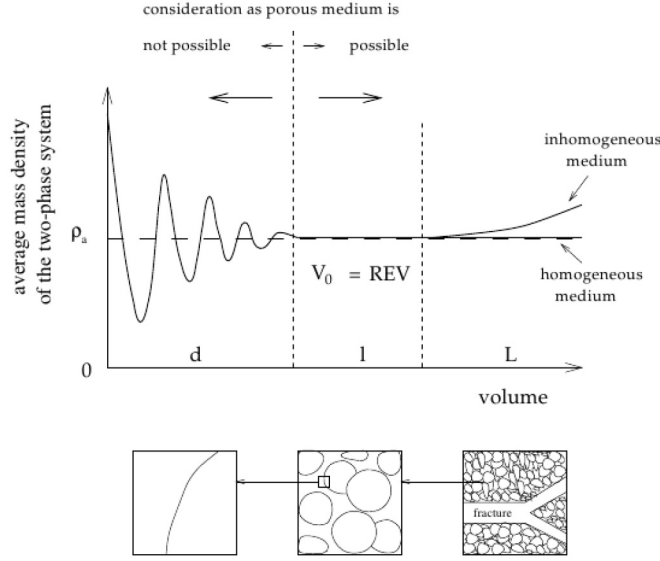 consideration as porous medium is
not possible
possible
average mass density
of the two-phase system
ρₐ
0
inhomogeneous
medium
homogeneous
medium
V₀ = REV
d
l
L
volume
fracture